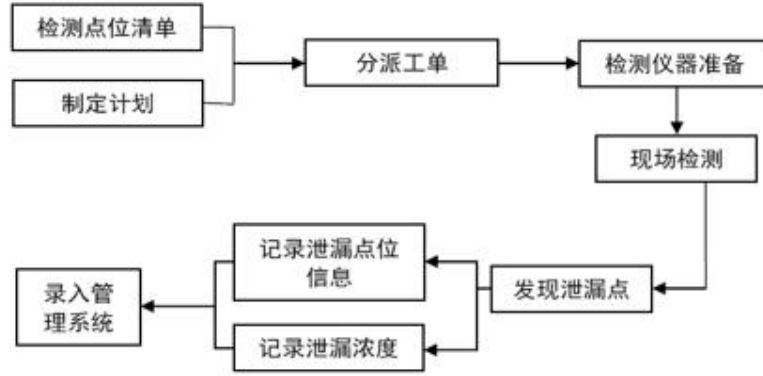 检测点位清单
制定计划
分派工单
检测仪器准备
现场检测
发现泄漏点
记录泄漏点位
信息
记录泄漏浓度
录入管
理系统